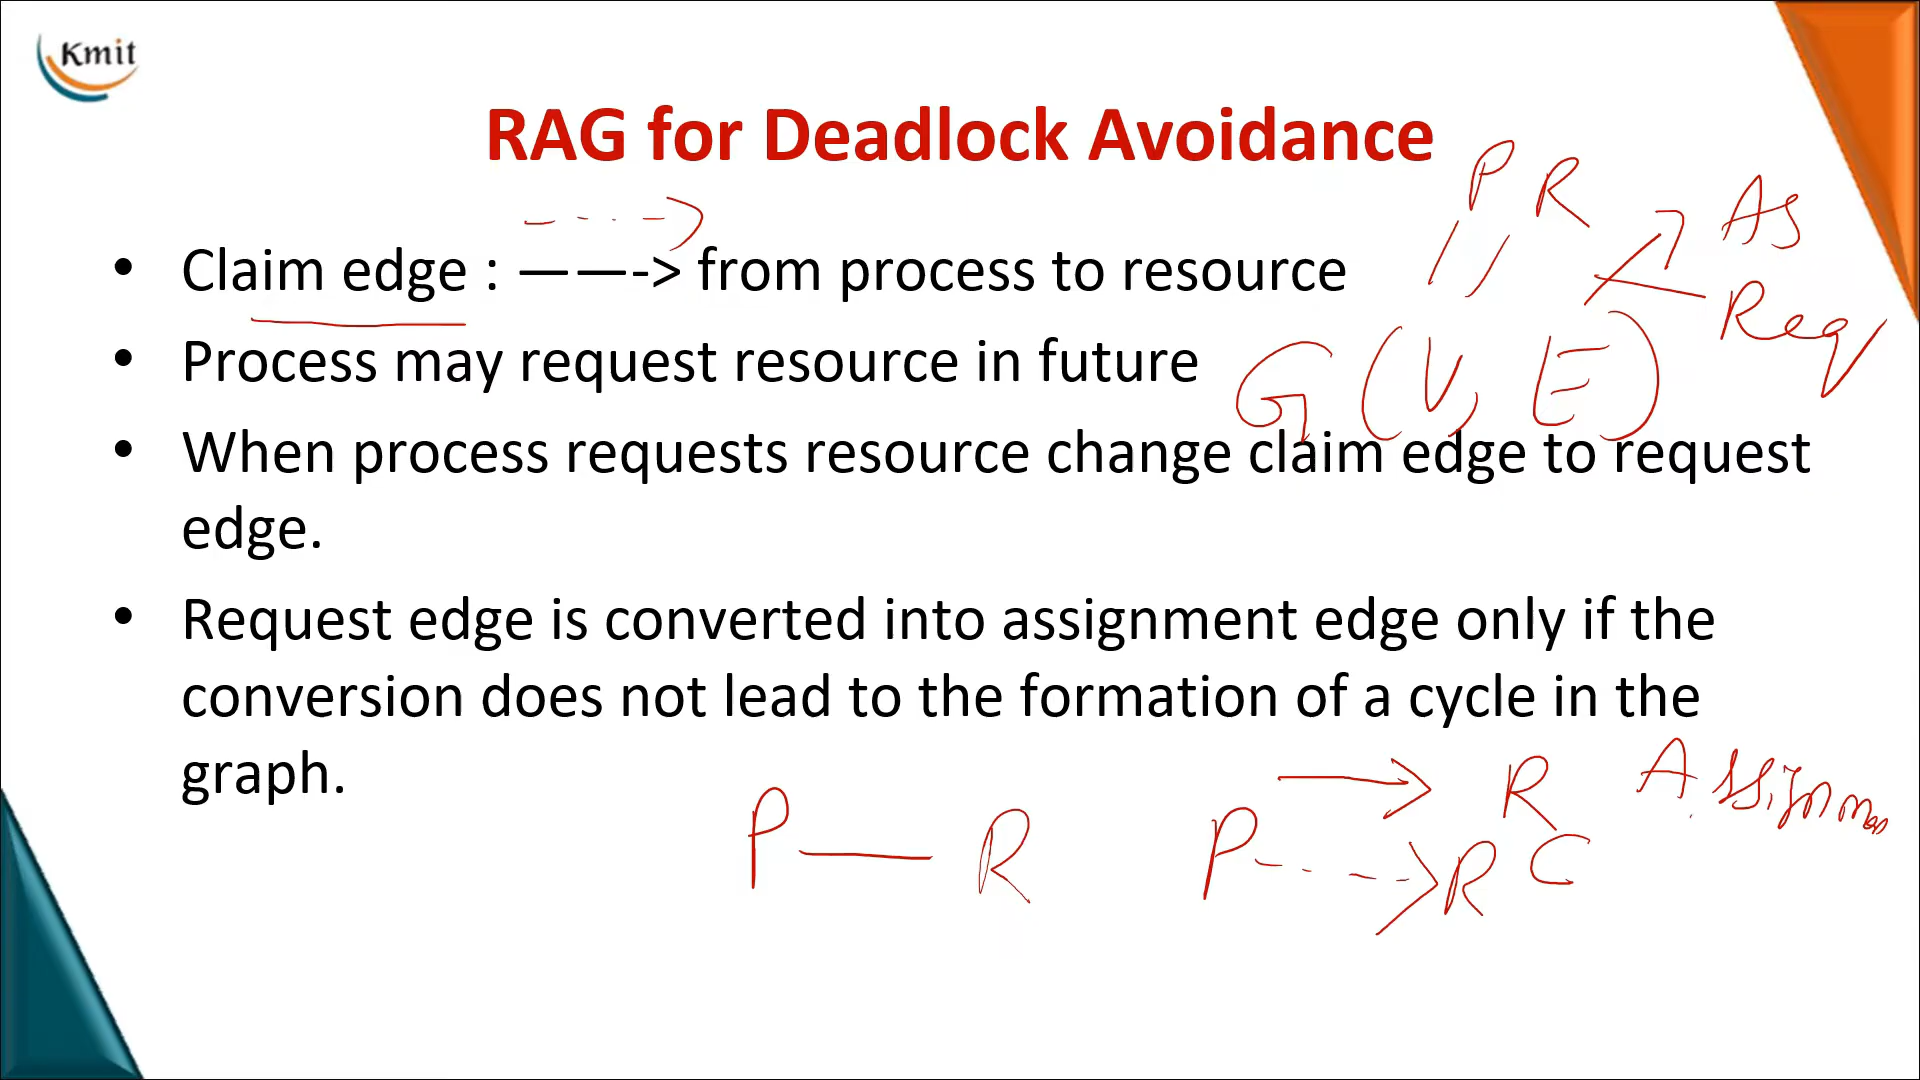 Kmit
RAG for Deadlock Avoidance
P R
As
• Claim edge : ——-> from process to resource
Req
• Process may request resource in future
G (V, E)
• When process requests resource change claim edge to request
edge.
• Request edge is converted into assignment edge only if the
conversion does not lead to the formation of a cycle in the
graph.
R
P R
P R C